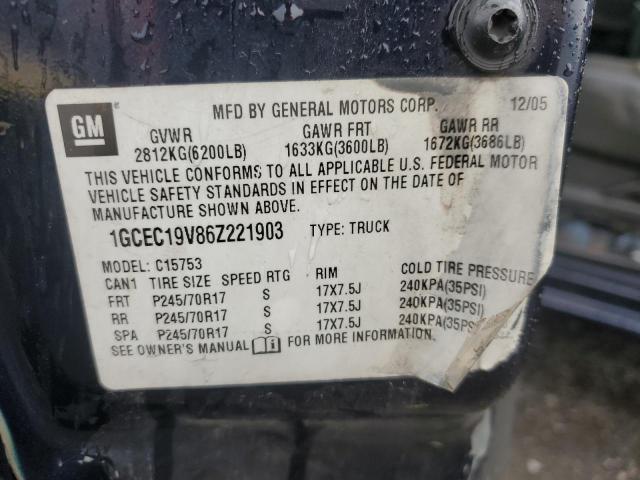 GM
MFD BY GENERAL MOTORS CORP. 12/05
GVWR GAWR FRT GAWR RR
2812KG(6200LB) 1633KG(3600LB) 1672KG(3686LB)
THIS VEHICLE CONFORMS TO ALL APPLICABLE U.S. FEDERAL MOTOR
VEHICLE SAFETY STANDARDS IN EFFECT ON THE DATE OF
MANUFACTURE SHOWN ABOVE.
1GCEC19V86Z221903 TYPE: TRUCK
MODEL: C15753
CAN1 TIRE SIZE SPEED RTG RIM COLD TIRE PRESSURE
FRT P245/70R17 S 17X7.5J 240KPA(35PSI)
RR P245/70R17 S 17X7.5J 240KPA(35PSI)
SPA P245/70R17 S 17X7.5J 240KPA(35PSI)
SEE OWNER'S MANUAL FOR MORE INFORMATION.